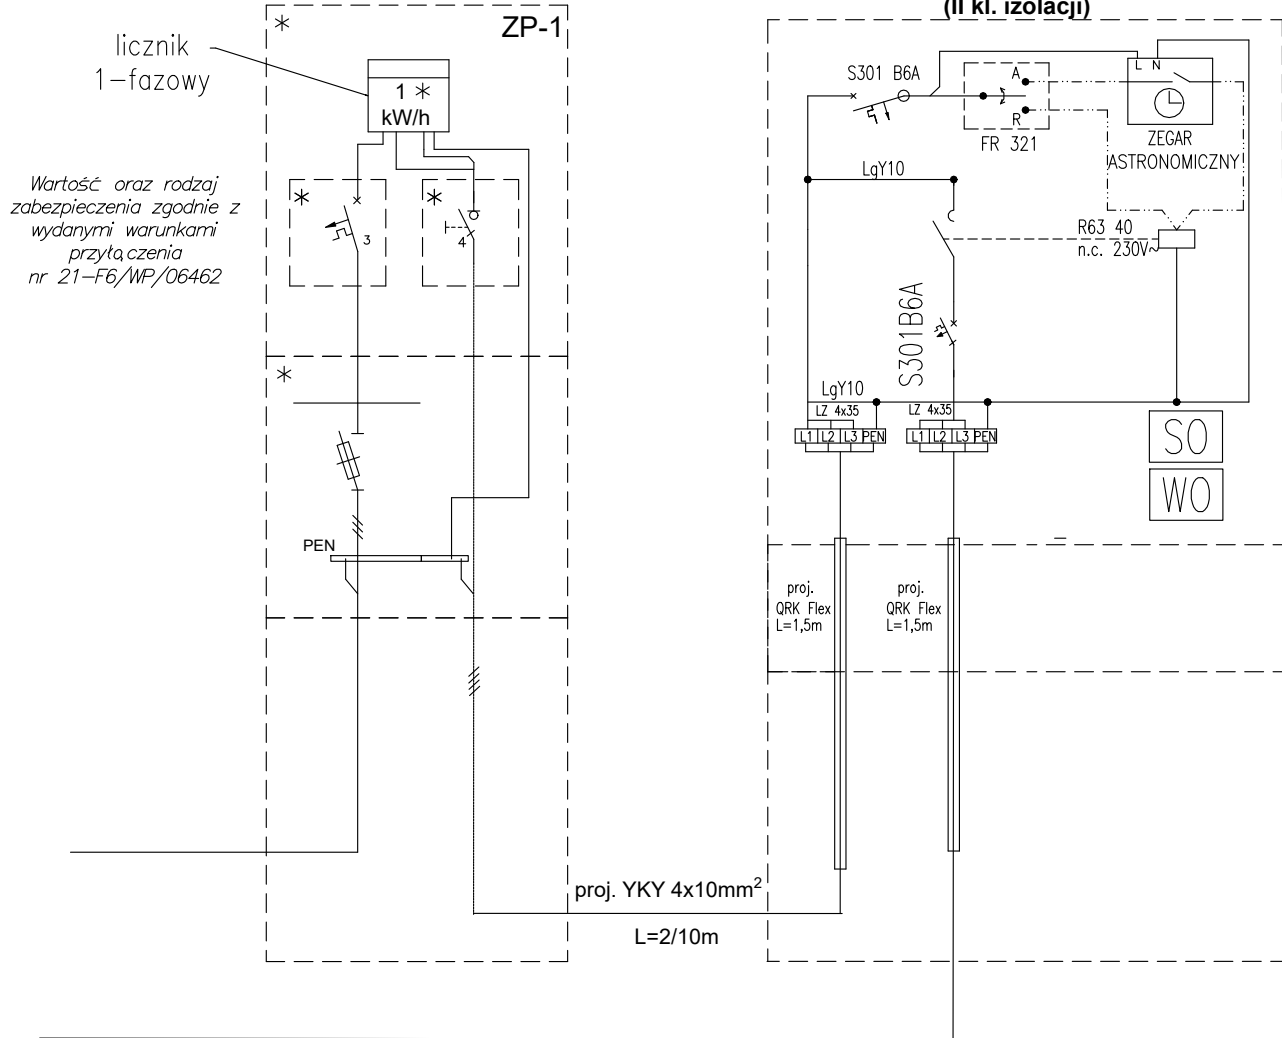 ZP-1
licznik
1-fazowy
1 *
kW/h
Wartość oraz rodzaj
zabezpieczenia zgodnie z
wydanymi warunkami
przyłączenia
nr 21-F6/WP/06462
*
*
*
*
3
4
PEN
proj. YKY 4x10mm²
L=2/10m
(II kl. izolacji)
S301 B6A
A
R
FR 321
L N
ZEGAR
ASTRONOMICZNY
LgY10
R63 40
n.c. 230V~
S301B6A
LgY10
LZ 4x35
LZ 4x35
L1 L2 L3 PEN
L1 L2 L3 PEN
SO
WO
proj.
QRK Flex
L=1,5m
proj.
QRK Flex
L=1,5m